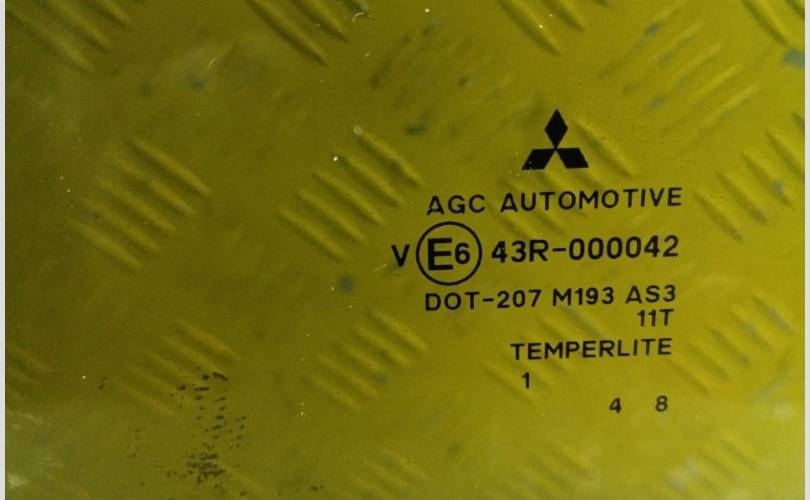 AGC AUTOMOTIVE
V E6 43R-000042
DOT-207 M193 AS3
11T
TEMPERLITE
1
4 8